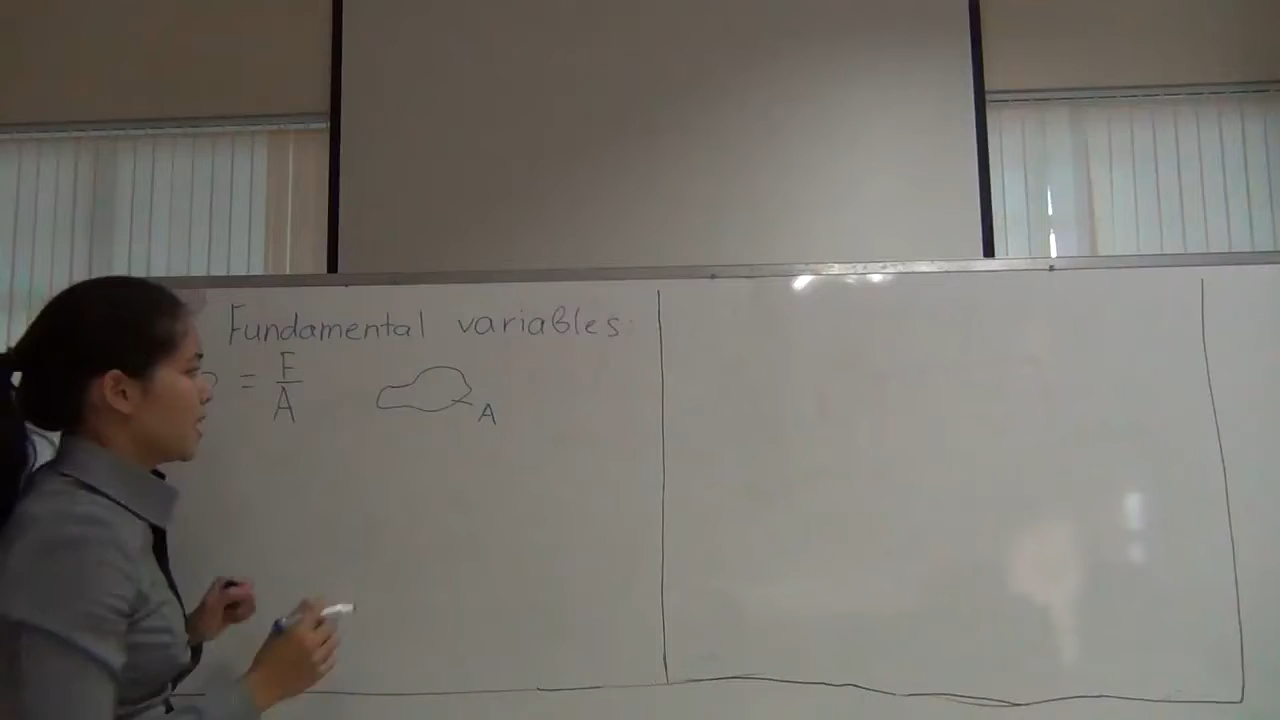 Fundamental variables
= F/A
A